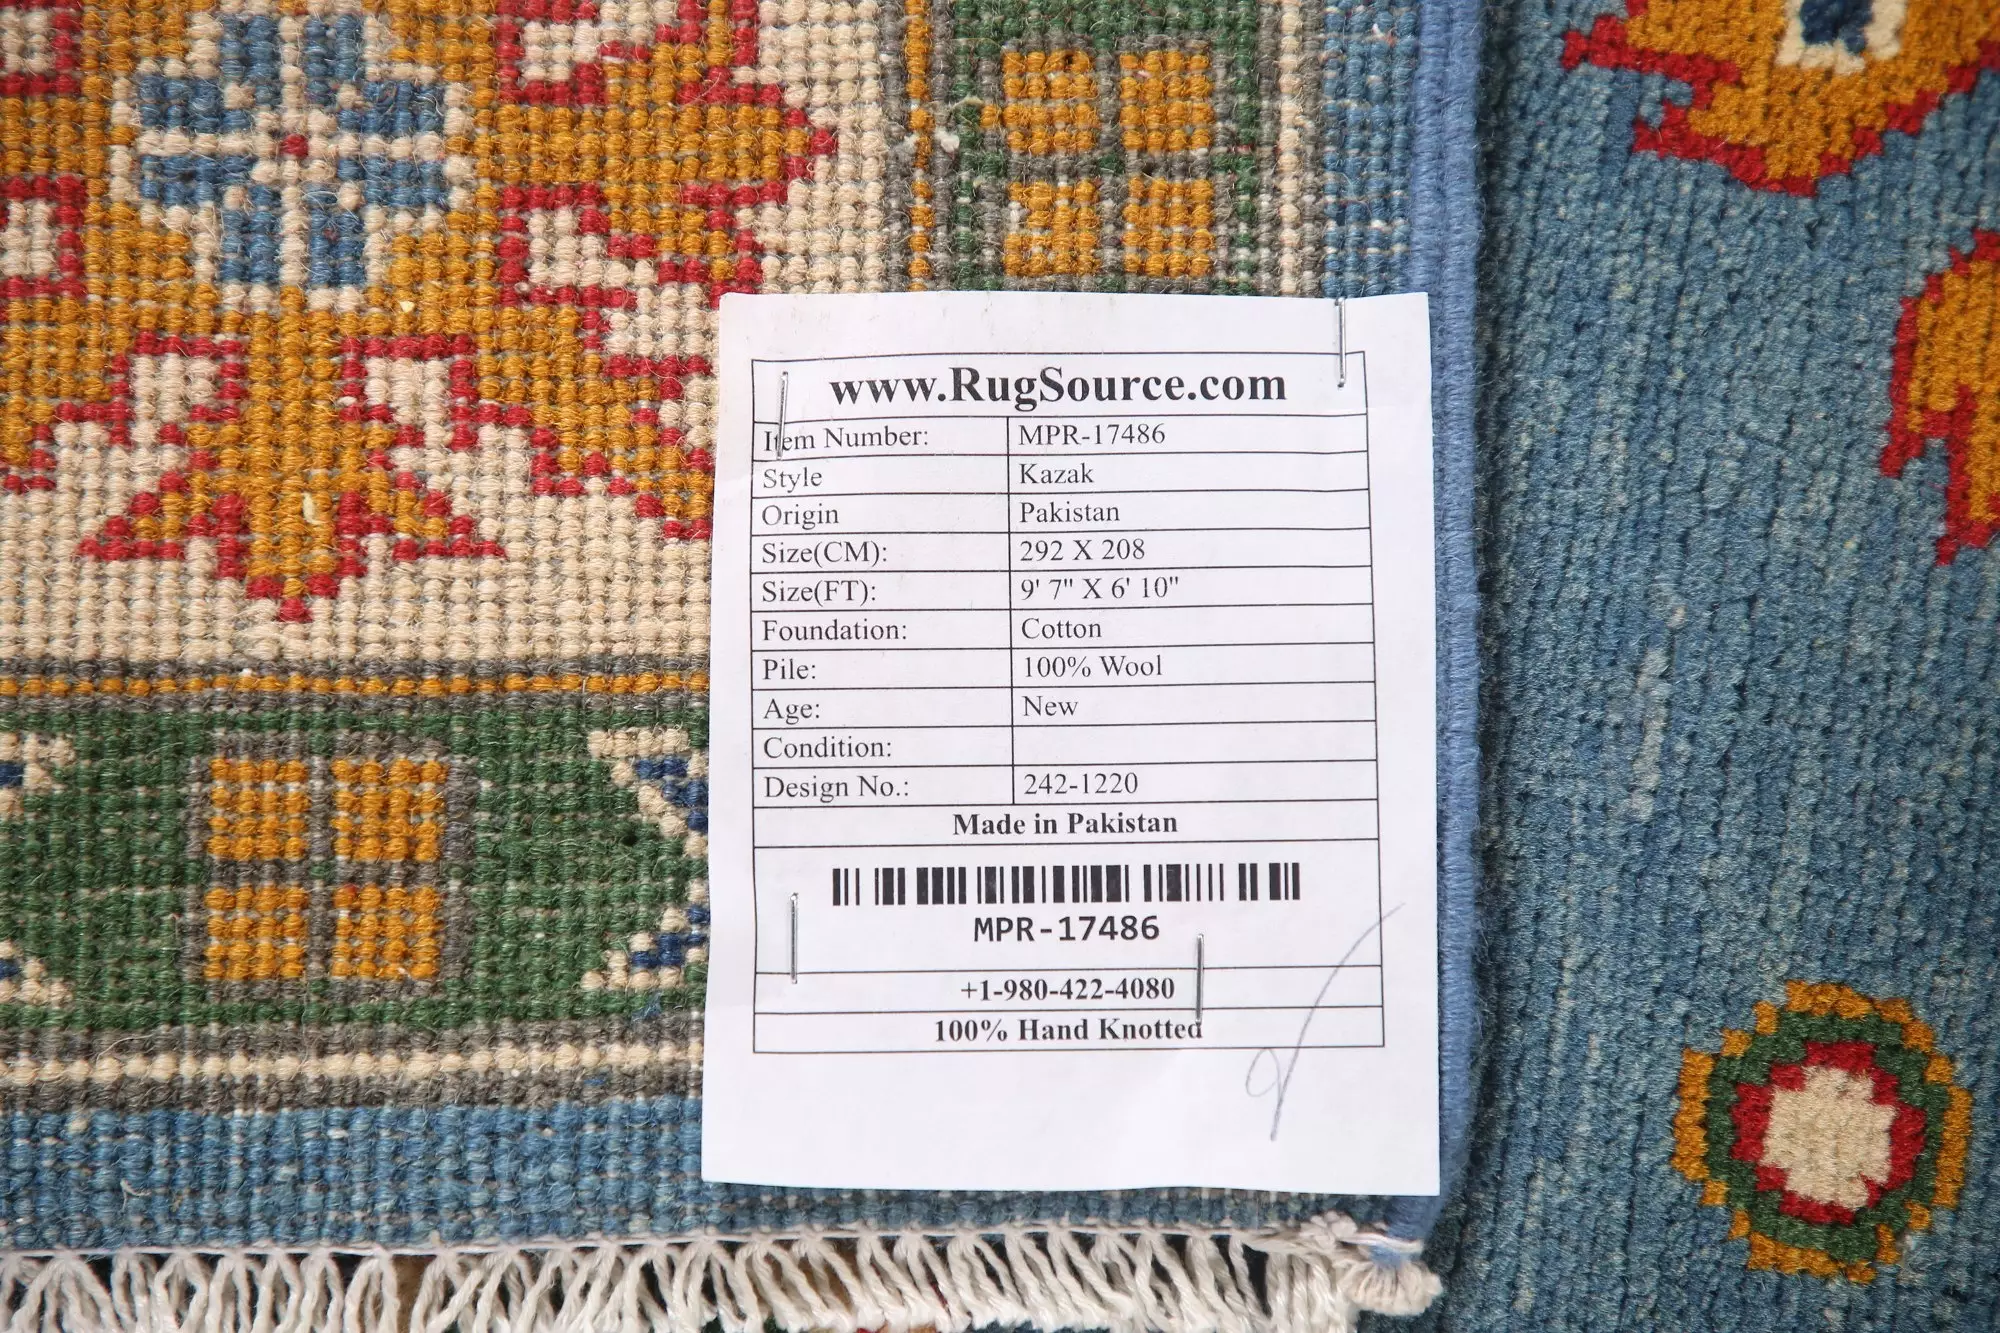 www.RugSource.com
Item Number: MPR-17486
Style Kazak
Origin Pakistan
Size(CM): 292 X 208
Size(FT): 9' 7" X 6' 10"
Foundation: Cotton
Pile: 100% Wool
Age: New
Condition:
Design No.: 242-1220
Made in Pakistan
MPR-17486
+1-980-422-4080
100% Hand Knotted